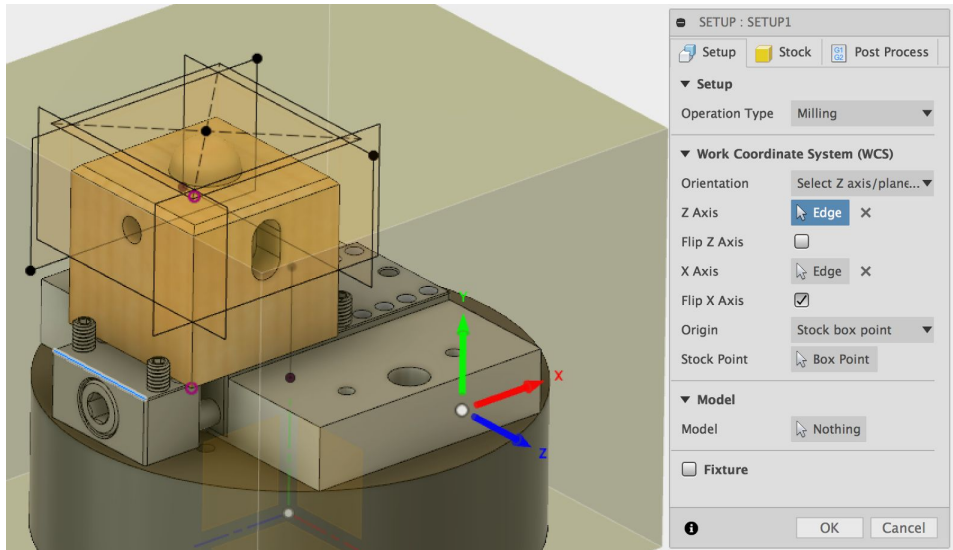 SETUP : SETUP1
Setup
Stock
G1
G2
Post Process
Setup
Operation Type Milling
Work Coordinate System (WCS)
Orientation Select Z axis/plane...
Z Axis Edge
Flip Z Axis
X Axis Edge
Flip X Axis
Origin Stock box point
Stock Point Box Point
Model
Model Nothing
Fixture
OK Cancel
Y
X
Z